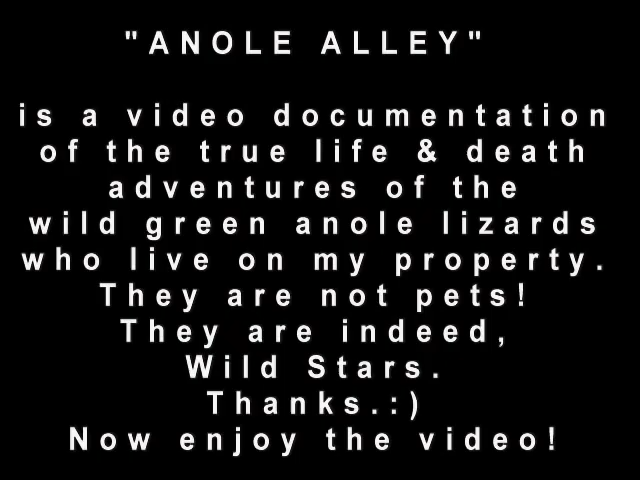 "ANOLE ALLEY"
is a video documentation
of the true life & death
adventures of the
wild green anole lizards
who live on my property.
They are not pets!
They are indeed,
Wild Stars.
Thanks.:)
Now enjoy the video!